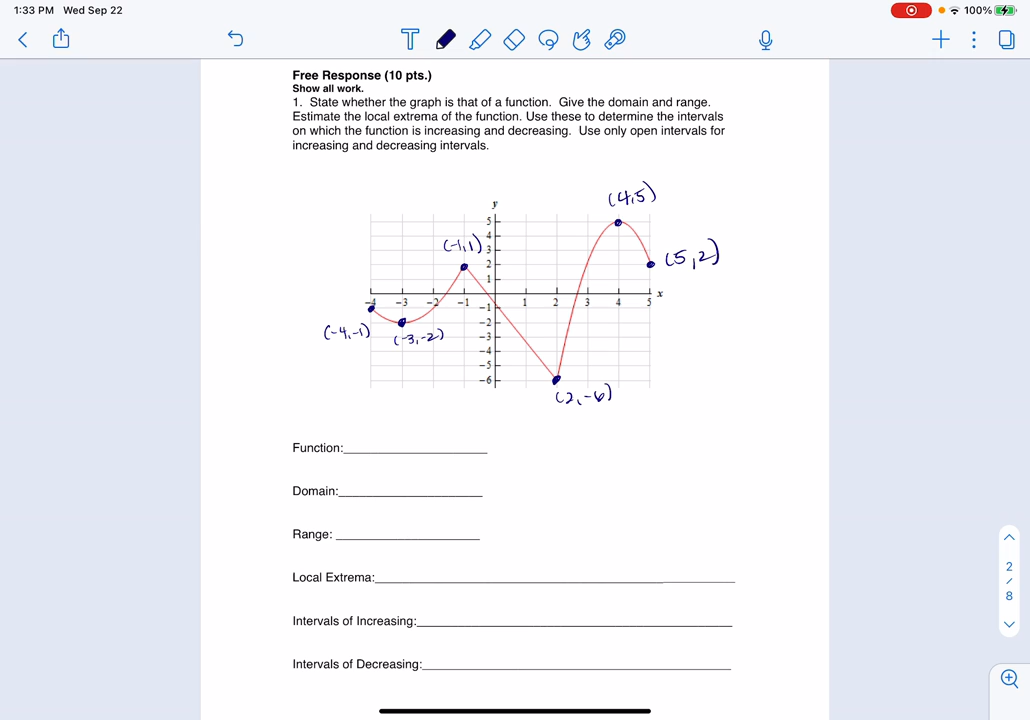 1:33 PM Wed Sep 22
100%
T
Free Response (10 pts.)
Show all work.
1. State whether the graph is that of a function. Give the domain and range.
Estimate the local extrema of the function. Use these to determine the intervals
on which the function is increasing and decreasing. Use only open intervals for
increasing and decreasing intervals.
(4,5)
y
5
4
(-1,1)
3
(5,2)
2
1
x
-4 -3 -2 -1 1 2 3 4 5
-1
-2
(-4,-1)
(-3,-2)
-3
-4
-5
-6
(2,-6)
Function:
Domain:
Range:
Local Extrema:
Intervals of Increasing:
Intervals of Decreasing:
2
/
8